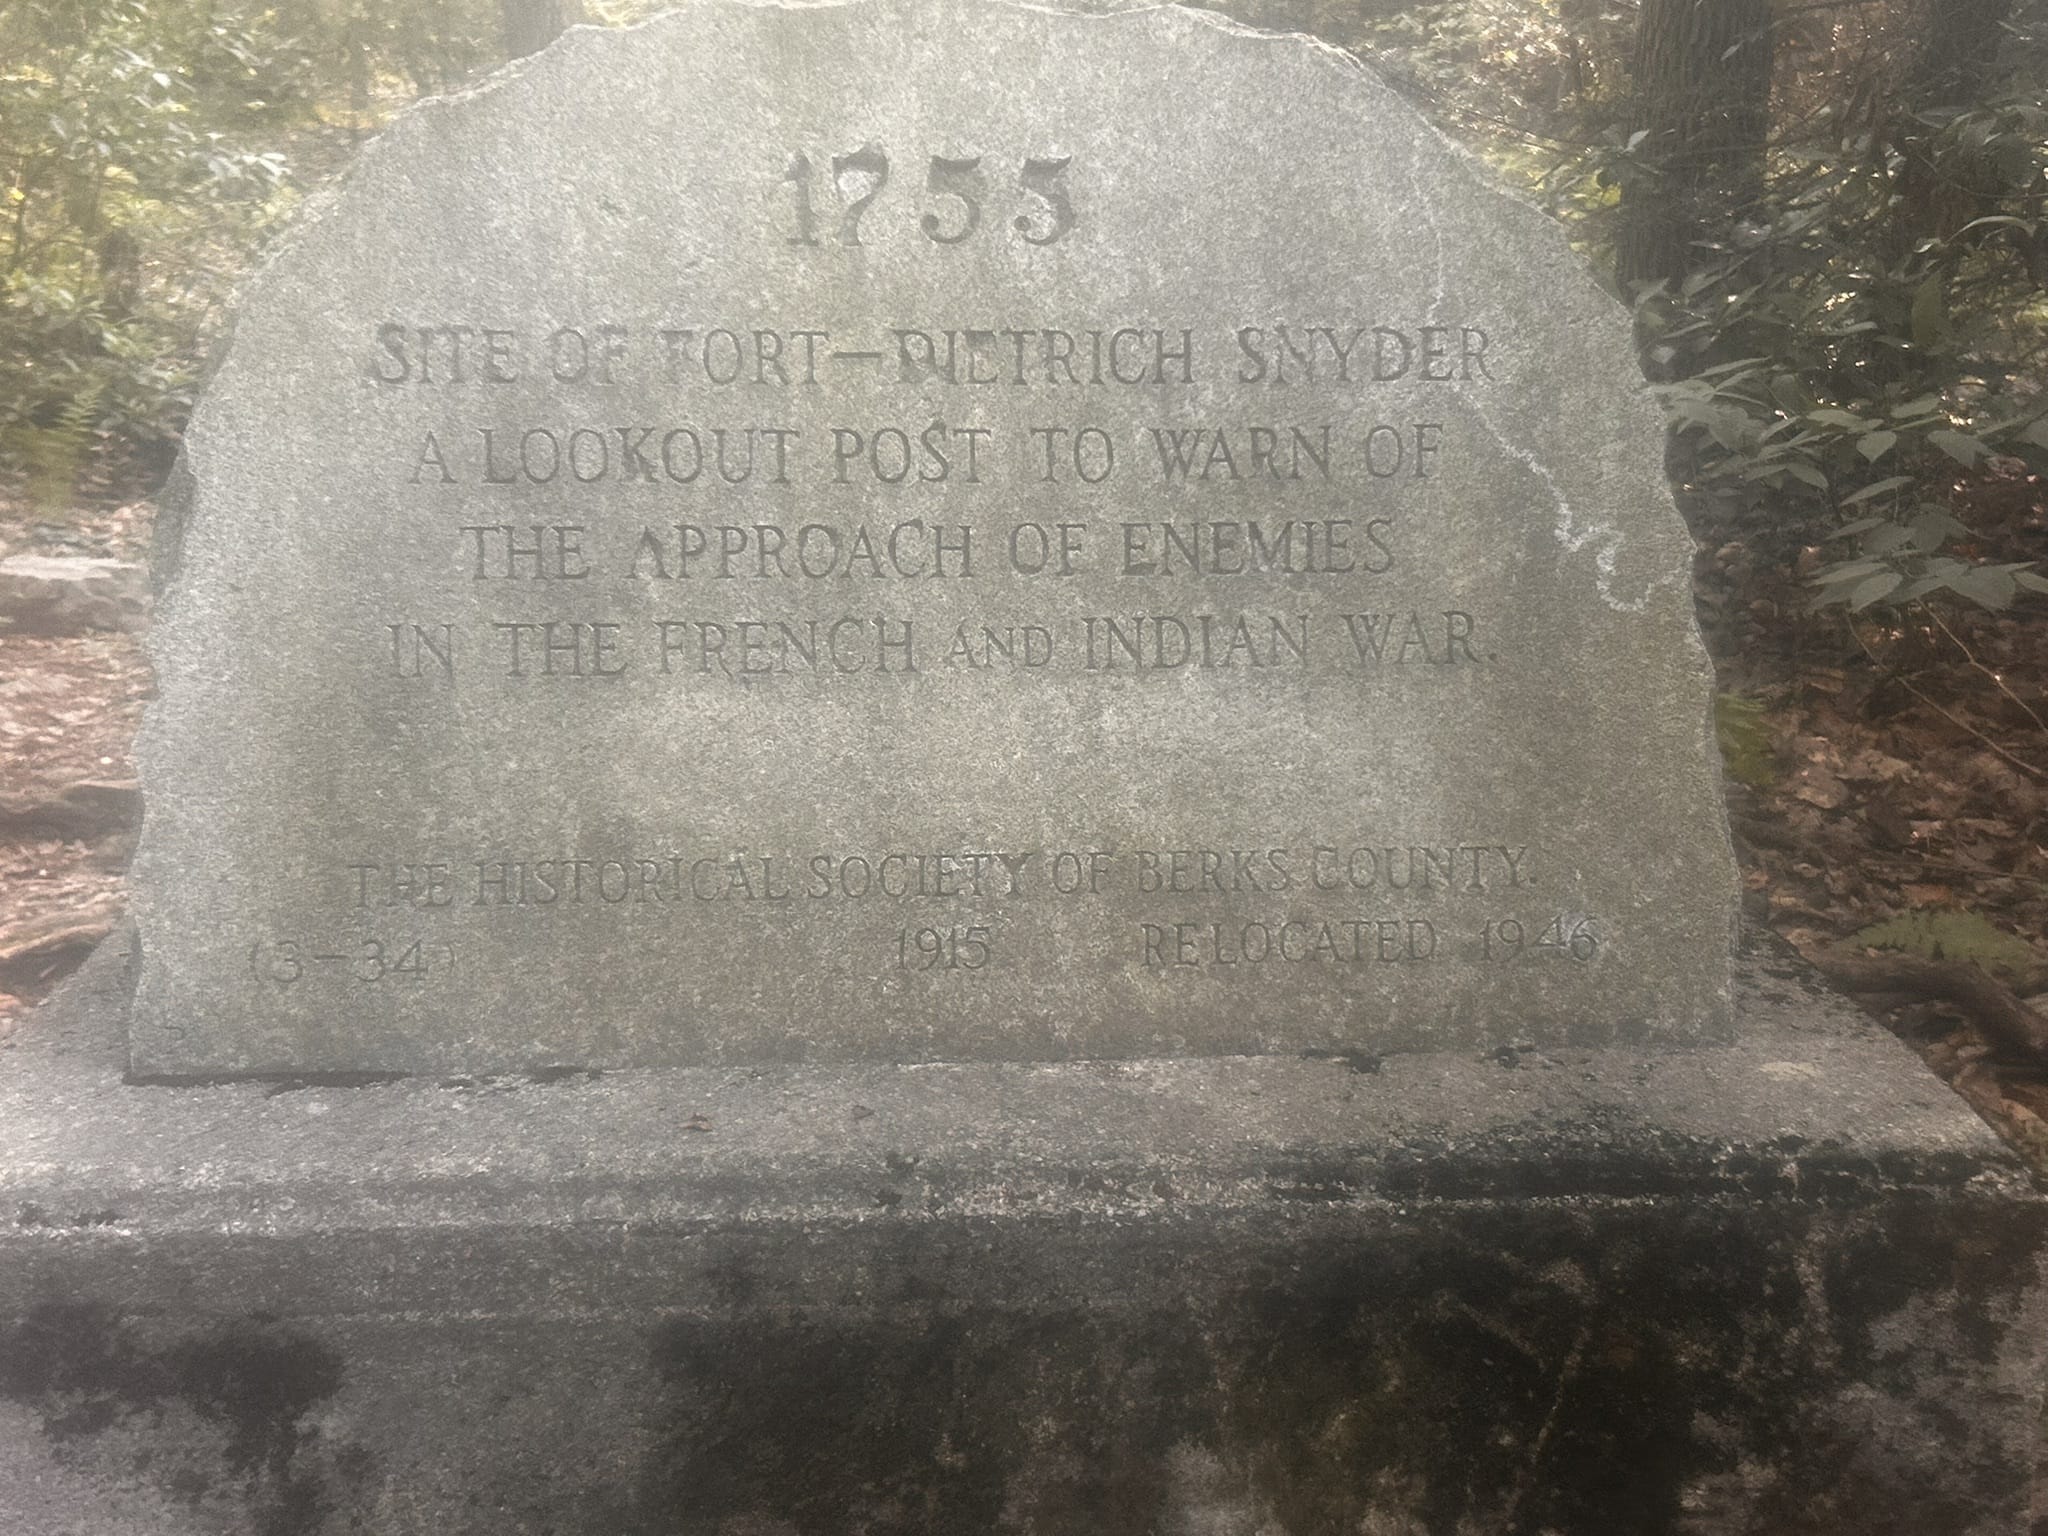 1755
SITE OF FORT—DIETRICH SNYDER
A LOOKOUT POST TO WARN OF
THE APPROACH OF ENEMIES
IN THE FRENCH AND INDIAN WAR.
THE HISTORICAL SOCIETY OF BERKS COUNTY.
(3-34) 1915 RELOCATED 1946